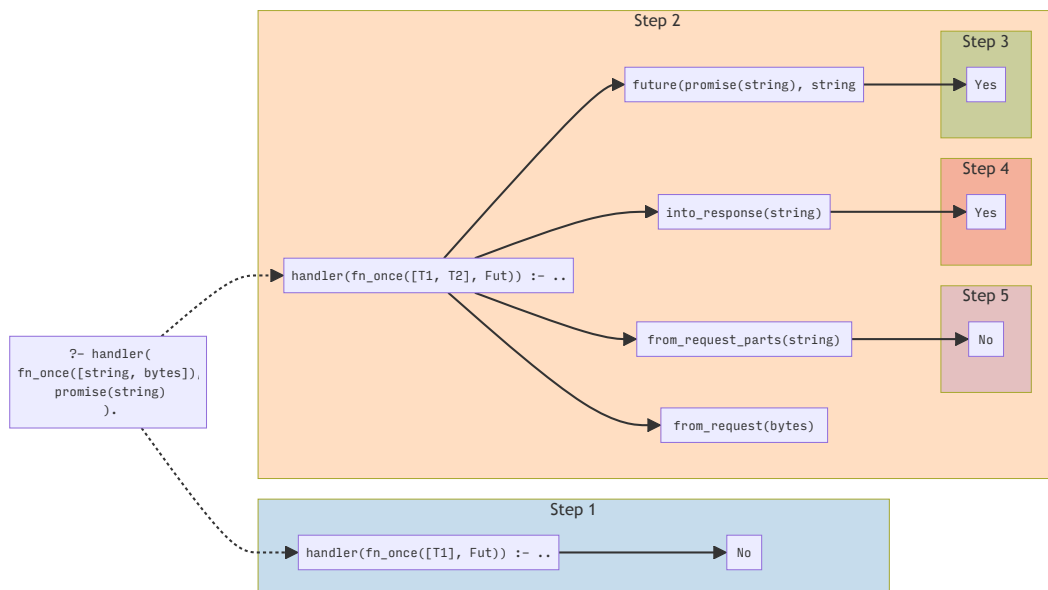 Step 2
Step 3
future(promise(string), string
Yes
Step 4
into_response(string)
Yes
handler(fn_once([T1, T2], Fut)) :- ..
Step 5
from_request_parts(string)
No
?- handler(
fn_once([string, bytes]),
promise(string)
).
from_request(bytes)
Step 1
handler(fn_once([T1], Fut)) :- ..
No